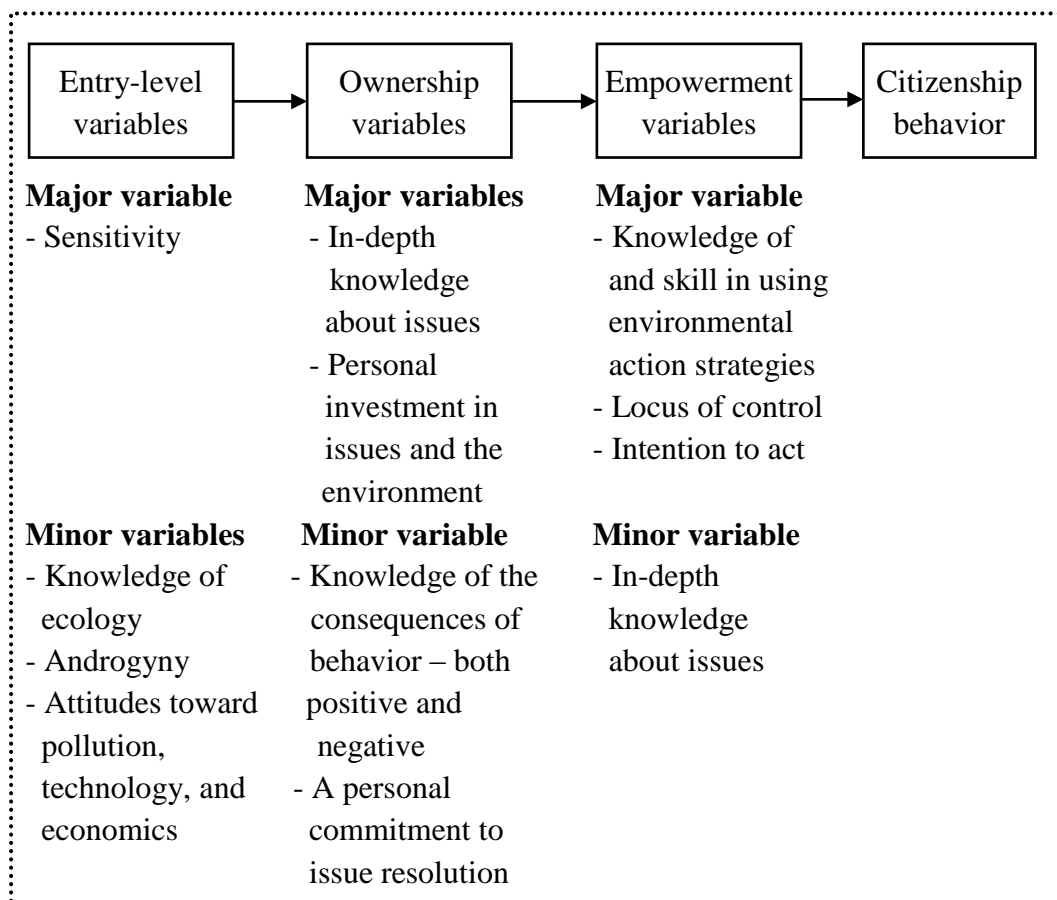 Entry-level
variables
Ownership
variables
Empowerment
variables
Citizenship
behavior
Major variable
- Sensitivity
Major variables
- In-depth
knowledge
about issues
- Personal
investment in
issues and the
environment
Major variable
- Knowledge of
and skill in using
environmental
action strategies
- Locus of control
- Intention to act
Minor variables
- Knowledge of
ecology
- Androgyny
- Attitudes toward
pollution,
technology, and
economics
Minor variable
- Knowledge of the
consequences of
behavior – both
positive and
negative
- A personal
commitment to
issue resolution
Minor variable
- In-depth
knowledge
about issues